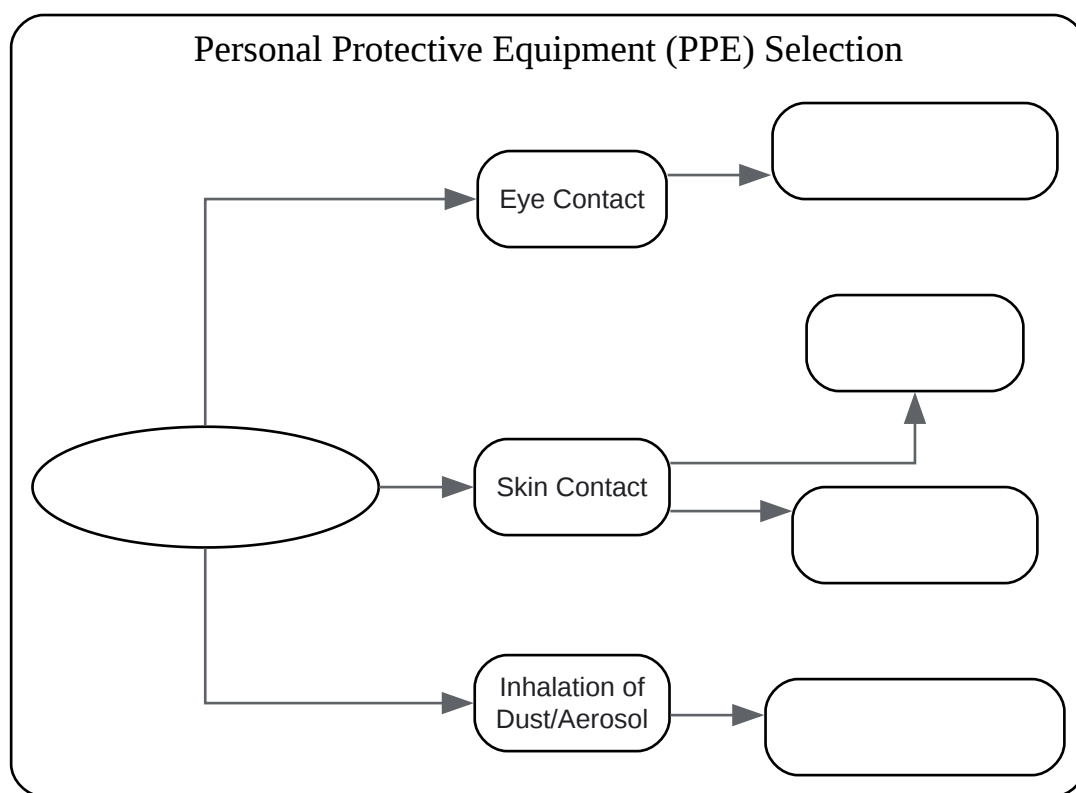 Personal Protective Equipment (PPE) Selection
Eye Contact
Skin Contact
Inhalation of
Dust/Aerosol